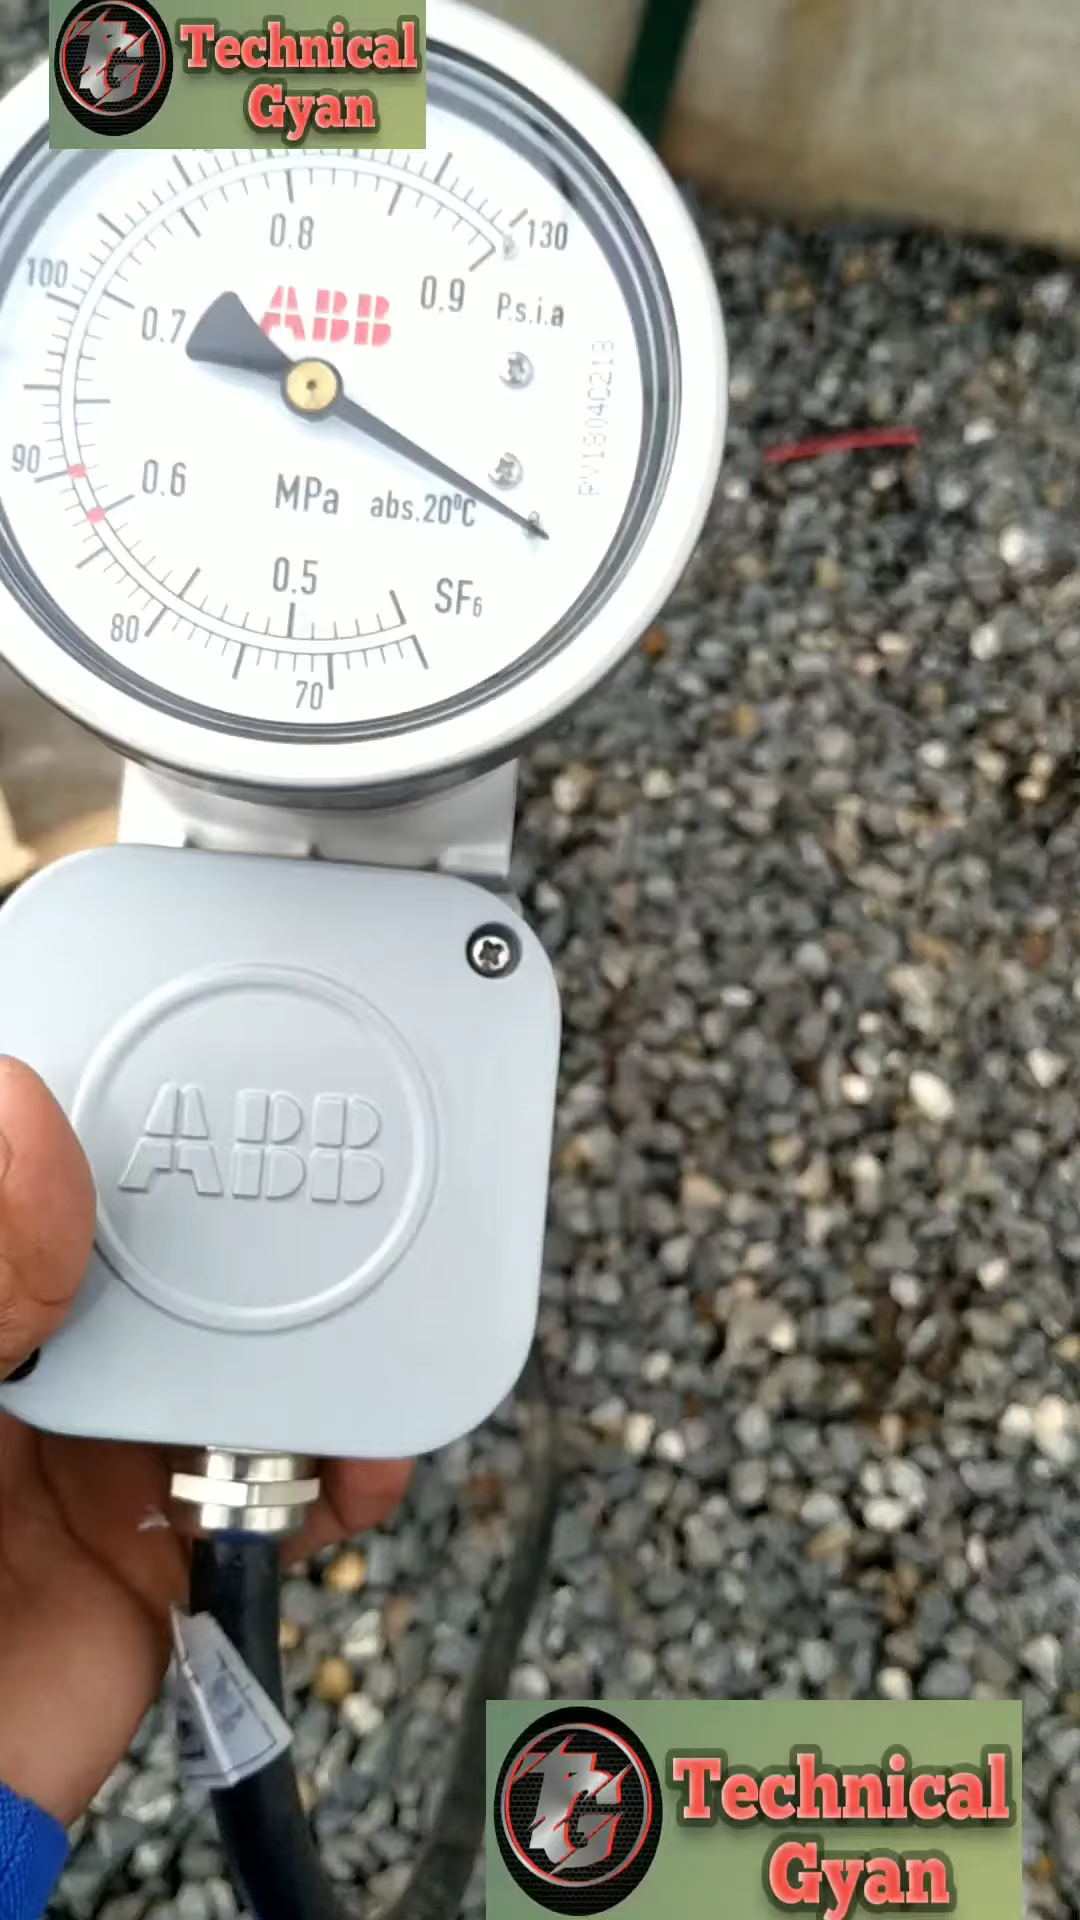 Technical
Gyan
130
0.8
100
0.9
P.s.i.a
0.7
ABB
PV1804C213
90
0.6
MPa abs.20°C
0.5
SF6
80
70
ABB
Technical
Gyan